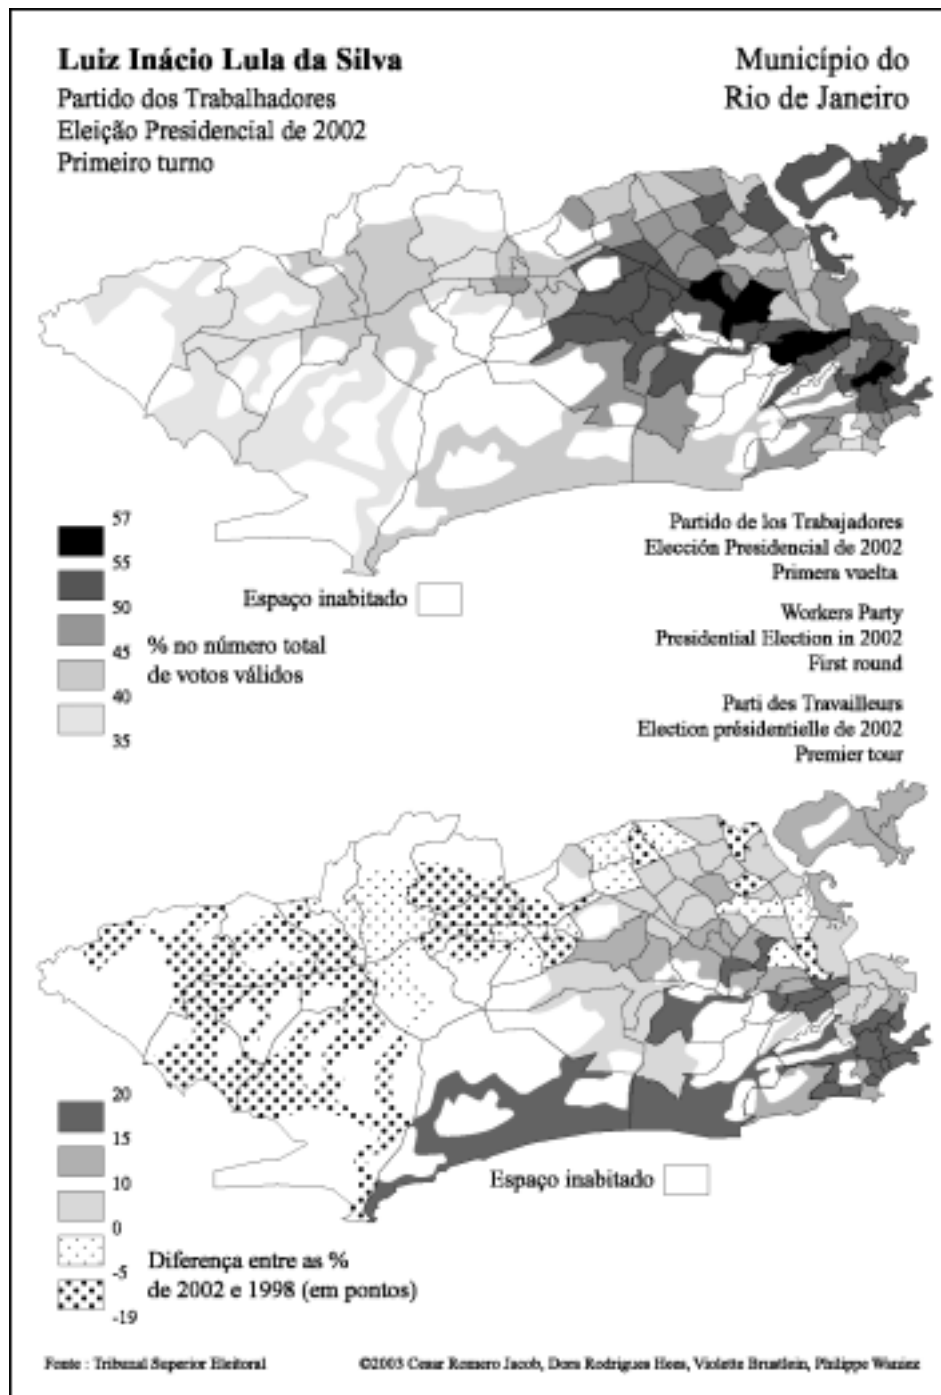 Luiz Inácio Lula da Silva
Partido dos Trabalhadores
Eleição Presidencial de 2002
Primeiro turno
Município do
Rio de Janeiro
57
55
50
45
40
35
% no número total
de votos válidos
Espaço inabitado
Partido de los Trabajadores
Elección Presidencial de 2002
Primera vuelta
Workers Party
Presidential Election in 2002
First round
Parti des Travailleurs
Election présidentielle de 2002
Premier tour
20
15
10
0
-5
-19
Diferença entre as %
de 2002 e 1998 (em pontos)
Espaço inabitado
Fonte : Tribunal Superior Eleitoral
©2003 Cesar Romero Jacob, Dora Rodrigues Hees, Violette Brustlein, Philippe Waniez